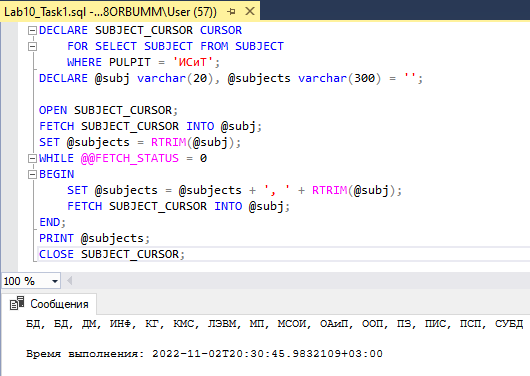 Lab10_Task1.sql -...8ORBUMM\User (57))
DECLARE SUBJECT_CURSOR CURSOR
FOR SELECT SUBJECT FROM SUBJECT
WHERE PULPIT = 'ИСиТ';
DECLARE @subj varchar(20), @subjects varchar(300) = '';
OPEN SUBJECT_CURSOR;
FETCH SUBJECT_CURSOR INTO @subj;
SET @subjects = RTRIM(@subj);
WHILE @@FETCH_STATUS = 0
BEGIN
SET @subjects = @subjects + ', ' + RTRIM(@subj);
FETCH SUBJECT_CURSOR INTO @subj;
END;
PRINT @subjects;
CLOSE SUBJECT_CURSOR;
100 %
Сообщения
БД, БД, ДМ, ИНФ, КГ, КМС, ЛЭВМ, МП, МСОИ, ОАиП, ООП, ПЗ, ПИС, ПСП, СУБД
Время выполнения: 2022-11-02T20:30:45.9832109+03:00